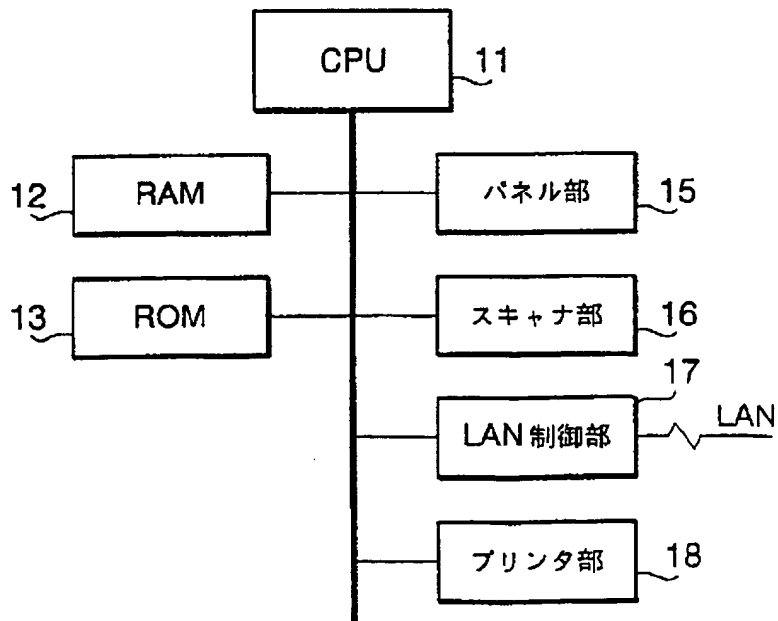 CPU
11
12
RAM
パネル部
15
13
ROM
スキャナ部
16
17
LAN制御部
LAN
プリンタ部
18